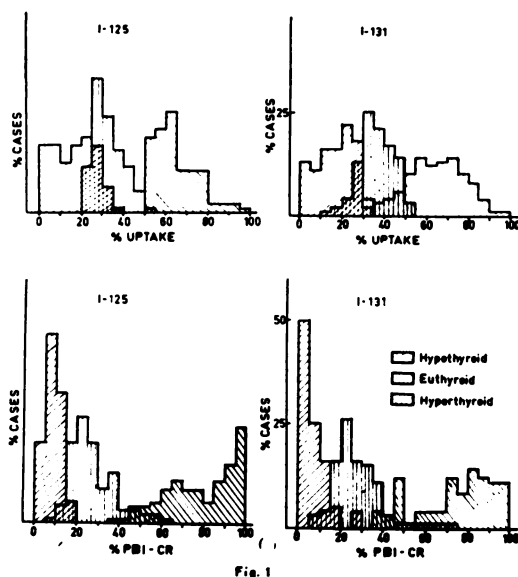 I-125
% CASES
0 20 40 60 80 100
% UPTAKE
I-131
25
% CASES
0 20 40 60 80 100
% UPTAKE
I-125
% CASES
0 20 40 60 80 100
% PBI-CR
I-131
50
25
% CASES
Hypothyroid
Euthyroid
Hyperthyroid
0 20 40 60 80 100
% PBI-CR
Fig. 1